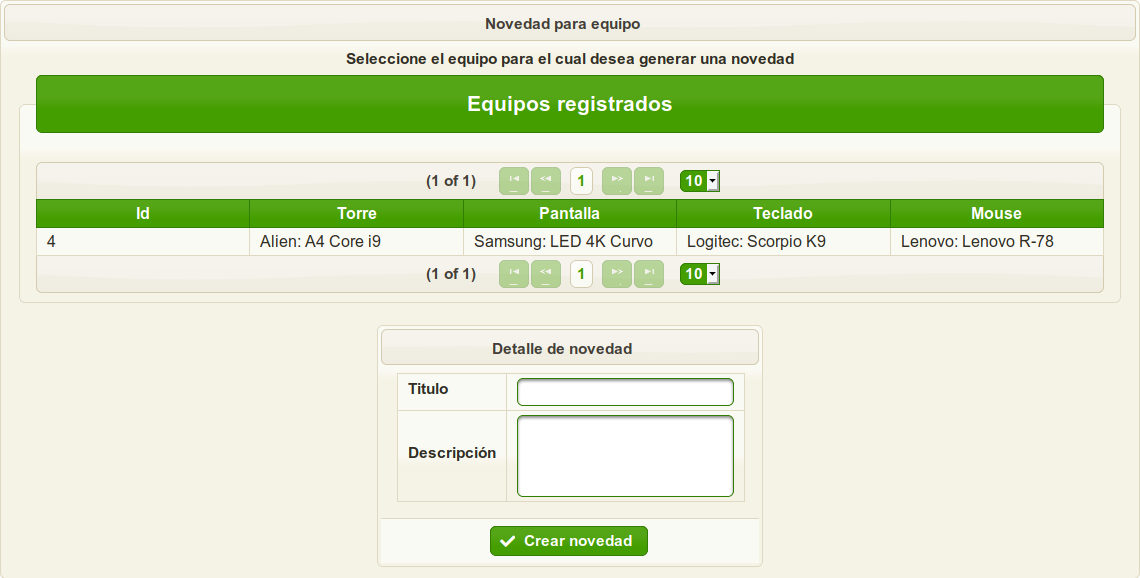 Novedad para equipo
Seleccione el equipo para el cual desea generar una novedad
Equipos registrados
(1 of 1) 1 10
Id Torre Pantalla Teclado Mouse
4 Alien: A4 Core i9 Samsung: LED 4K Curvo Logitec: Scorpio K9 Lenovo: Lenovo R-78
(1 of 1) 1 10
Detalle de novedad
Titulo
Descripción
Crear novedad